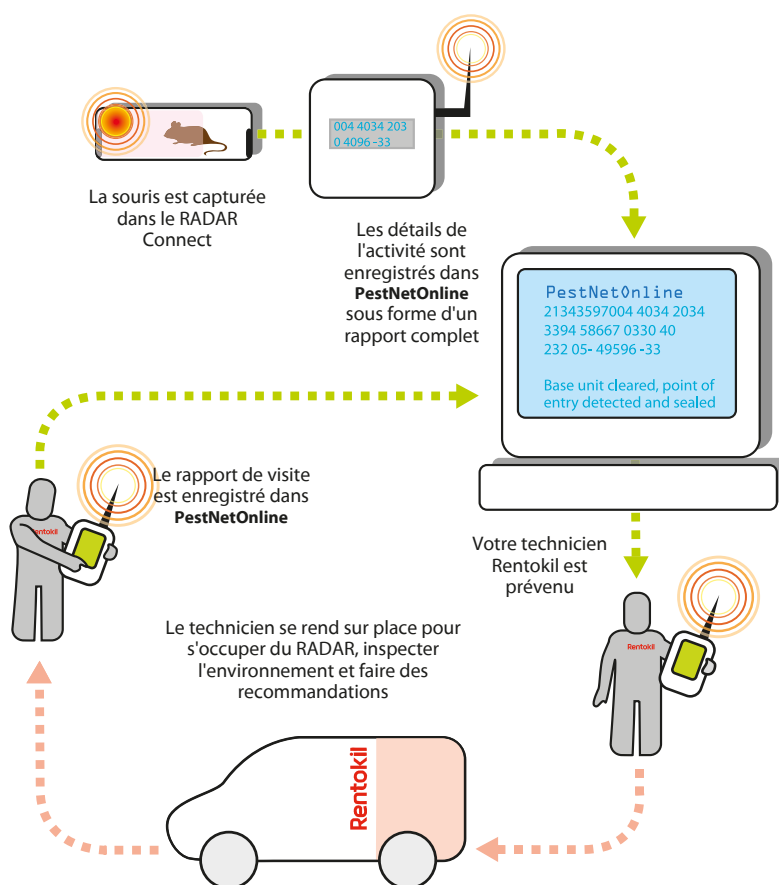 004 4034 203
0 4096 -33
La souris est capturée
dans le RADAR
Connect
Les détails de
l'activité sont
enregistrés dans
PestNetOnline
sous forme d'un
rapport complet
PestNetOnline
21343597004 4034 2034
3394 58667 0330 40
232 05- 49596 -33
Base unit cleared, point of
entry detected and sealed
Le rapport de visite
est enregistré dans
PestNetOnline
Rentokil
Votre technicien
Rentokil est
prévenu
Rentokil
Le technicien se rend sur place pour
s'occuper du RADAR, inspecter
l'environnement et faire des
recommandations
Rentokil